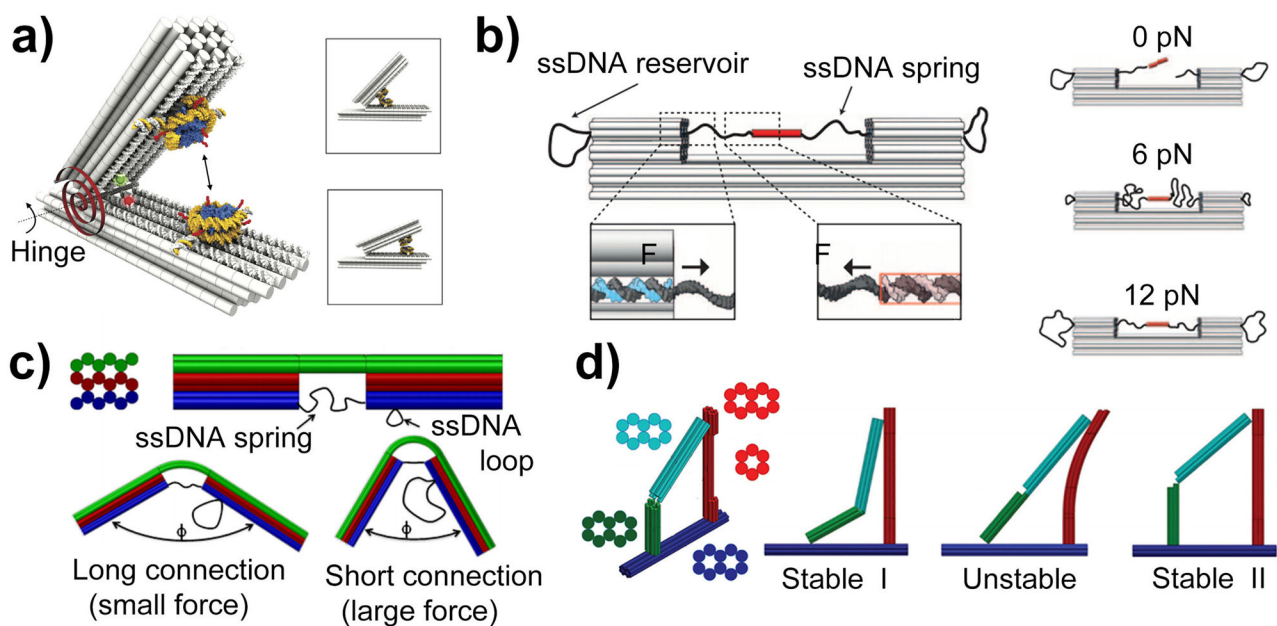 a)
Hinge
b)
ssDNA reservoir
ssDNA spring
F
F
0 pN
6 pN
12 pN
c)
ssDNA spring
ssDNA
loop
ϕ
ϕ
Long connection
(small force)
Short connection
(large force)
d)
Stable I
Unstable
Stable II